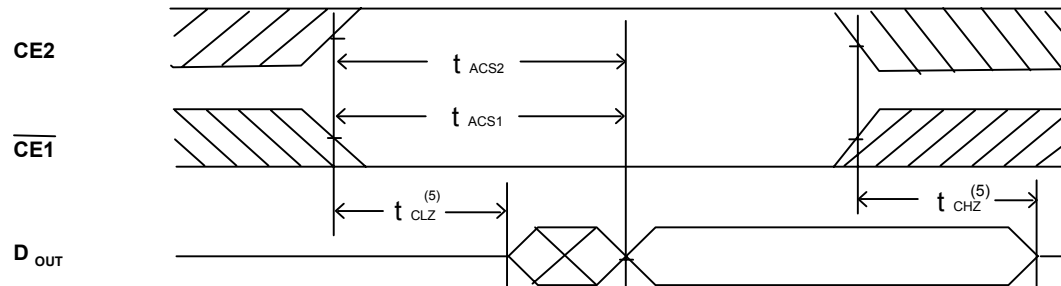 CE2
t ACS2
t ACS1
CE1
t CLZ (5)
t CHZ (5)
D OUT